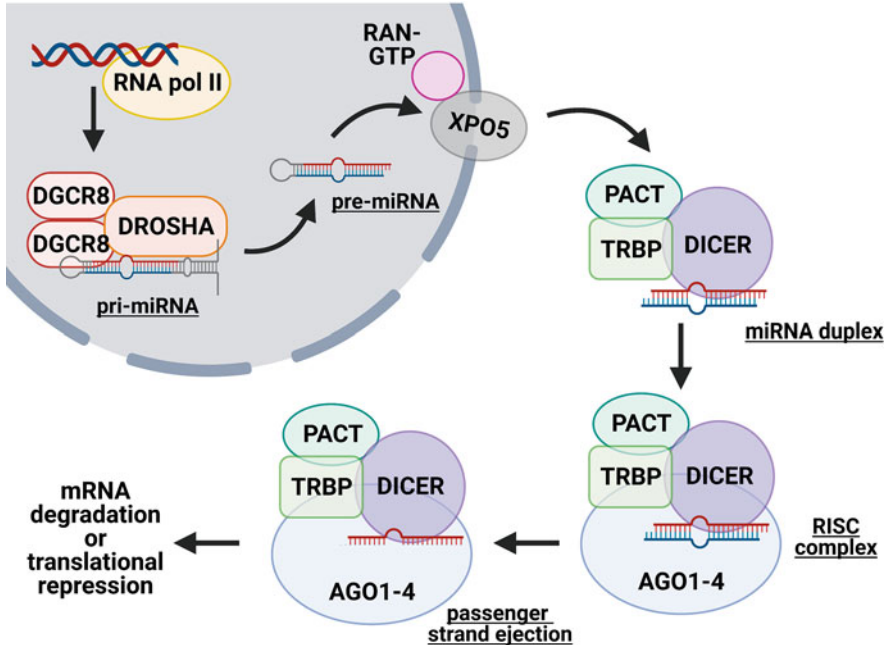 RNA pol II
DGCR8
DGCR8
DROSHA
pri-miRNA
pre-miRNA
RAN-
GTP
XPO5
PACT
TRBP
DICER
miRNA duplex
PACT
TRBP
DICER
AGO1-4
RISC
complex
PACT
TRBP
DICER
AGO1-4
passenger
strand ejection
mRNA
degradation
or
translational
repression